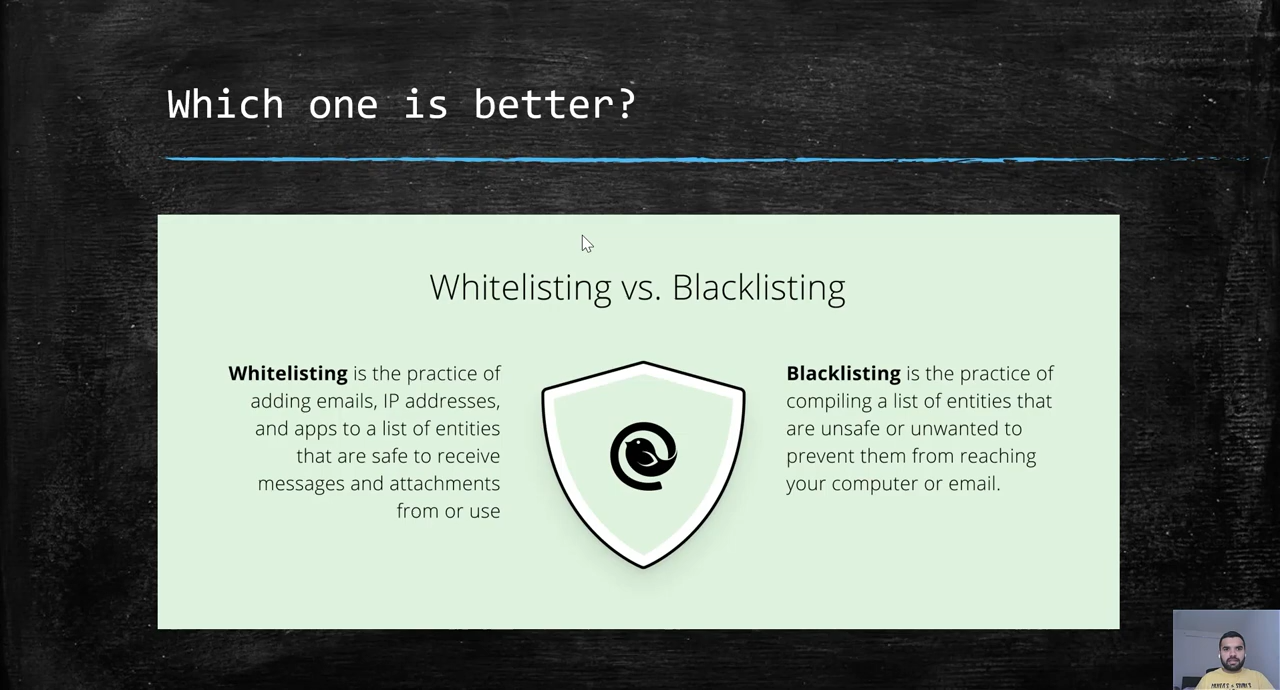 Which one is better?
Whitelisting vs. Blacklisting
Whitelisting is the practice of
adding emails, IP addresses,
and apps to a list of entities
that are safe to receive
messages and attachments
from or use
Blacklisting is the practice of
compiling a list of entities that
are unsafe or unwanted to
prevent them from reaching
your computer or email.